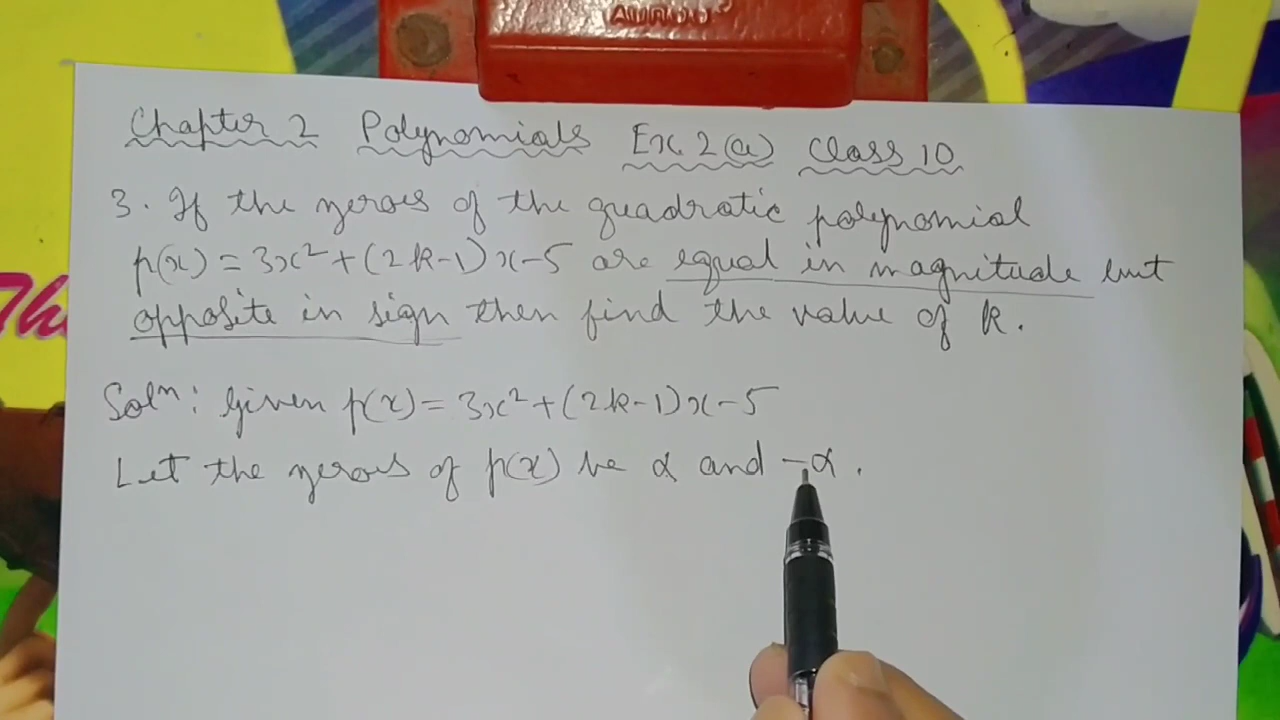 Chapter 2 Polynomials Ex. 2(a) Class 10
3. If the zeroes of the quadratic polynomial
p(x) = 3x² + (2k-1)x - 5 are equal in magnitude but
opposite in sign then find the value of k.
Solⁿ: Given p(x) = 3x² + (2k-1)x - 5
Let the zeroes of p(x) be α and -α.